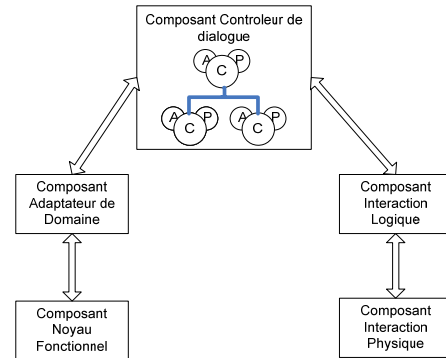 Composant Controleur de
dialogue
A P
C
A P
C
A P
C
Composant
Adaptateur de
Domaine
Composant
Interaction
Logique
Composant
Noyau
Fonctionnel
Composant
Interaction
Physique